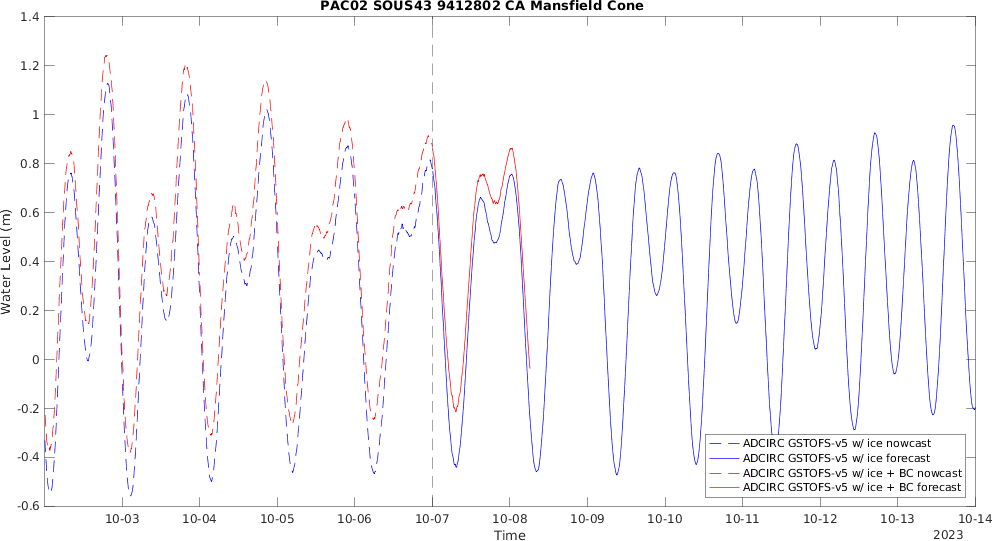 PAC02 SOUS43 9412802 CA Mansfield Cone
Water Level (m)
1.4
1.2
1
0.8
0.6
0.4
0.2
0
-0.2
-0.4
-0.6
10-03 10-04 10-05 10-06 10-07 10-08 10-09 10-10 10-11 10-12 10-13 10-14
Time
2023
ADCIRC GSTOFS-v5 w/ ice nowcast
ADCIRC GSTOFS-v5 w/ ice forecast
ADCIRC GSTOFS-v5 w/ ice + BC nowcast
ADCIRC GSTOFS-v5 w/ ice + BC forecast